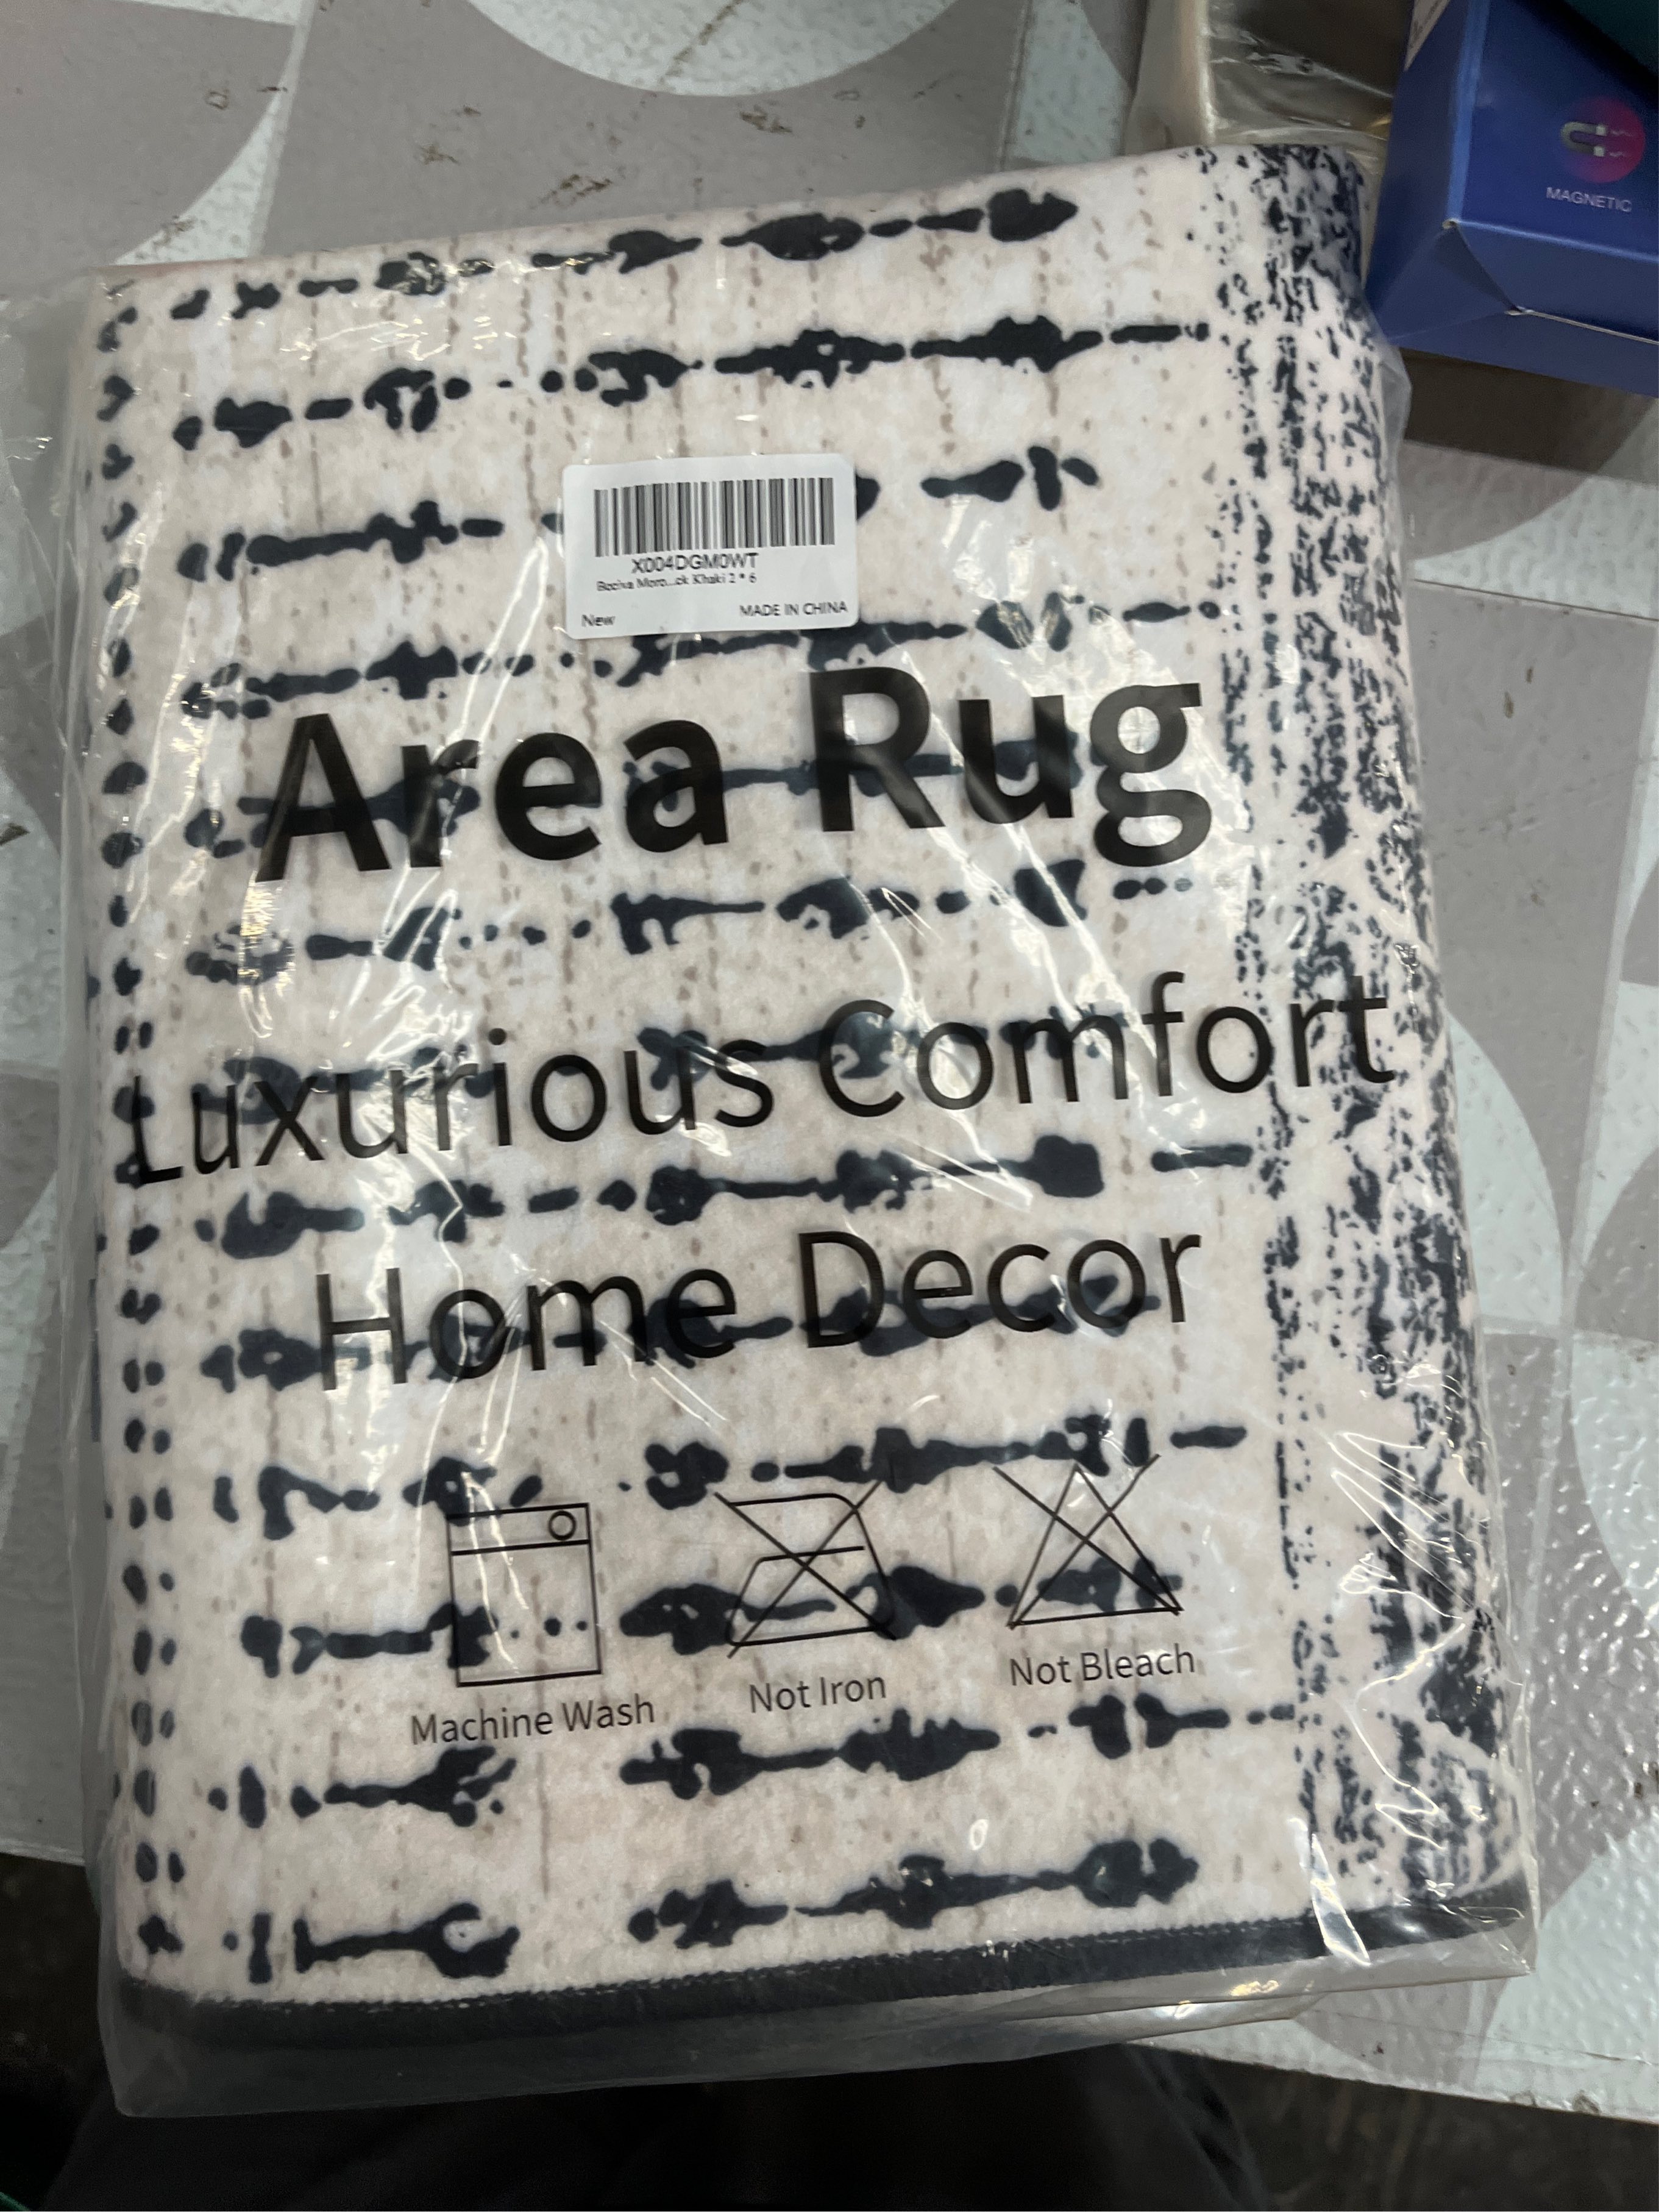 MAGNETIC
X004DGM0WT
Bociva Moro...ck Khaki 2 * 6
New
MADE IN CHINA
Area Rug
Luxurious Comfort
Home Decor
Machine Wash
Not Iron
Not Bleach